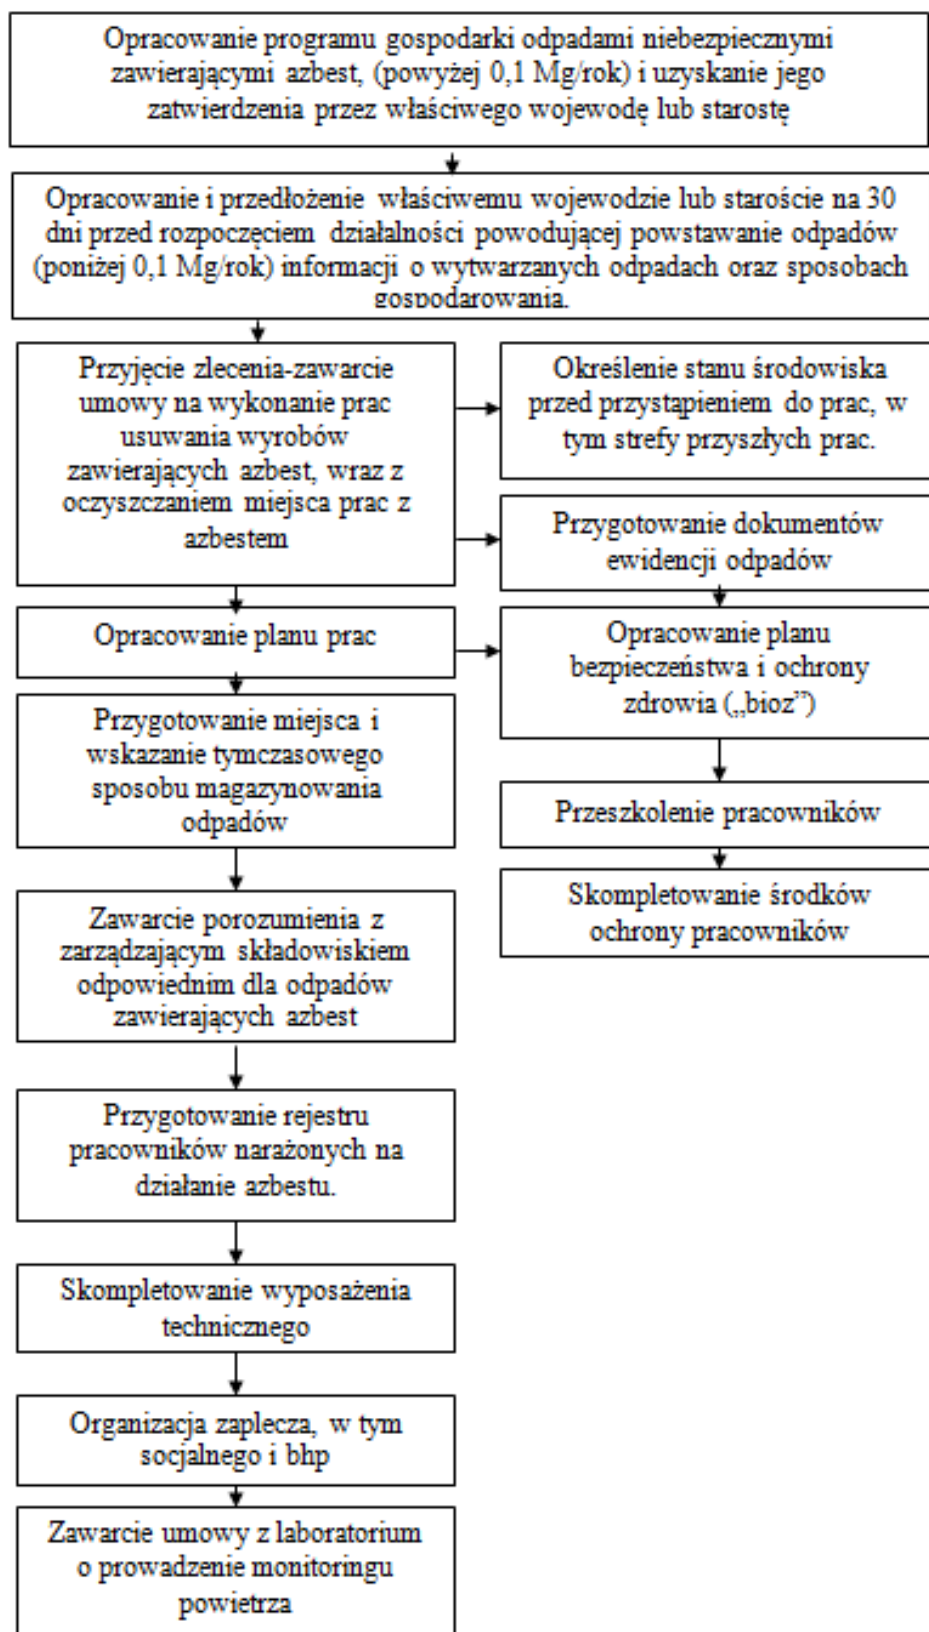 Opracowanie programu gospodarki odpadami niebezpiecznymi
zawierającymi azbest, (powyżej 0,1 Mg/rok) i uzyskanie jego
zatwierdzenia przez właściwego wojewodę lub starostę
Opracowanie i przedłożenie właściwemu wojewodzie lub staroście na 30
dni przed rozpoczęciem działalności powodującej powstawanie odpadów
(poniżej 0,1 Mg/rok) informacji o wytwarzanych odpadach oraz sposobach
gospodarowania.
Przyjęcie zlecenia-zawarcie
umowy na wykonanie prac
usuwania wyrobów
zawierających azbest, wraz z
oczyszczaniem miejsca prac z
azbestem
Określenie stanu środowiska
przed przystąpieniem do prac, w
tym strefy przyszłych prac.
Przygotowanie dokumentów
ewidencji odpadów
Opracowanie planu prac
Opracowanie planu
bezpieczeństwa i ochrony
zdrowia („bioz”)
Przygotowanie miejsca i
wskazanie tymczasowego
sposobu magazynowania
odpadów
Przeszkolenie pracowników
Skompletowanie środków
ochrony pracowników
Zawarcie porozumienia z
zarządzającym składowiskiem
odpowiednim dla odpadów
zawierających azbest
Przygotowanie rejestru
pracowników narażonych na
działanie azbestu.
Skompletowanie wyposażenia
technicznego
Organizacja zaplecza, w tym
socjalnego i bhp
Zawarcie umowy z laboratorium
o prowadzenie monitoringu
powietrza